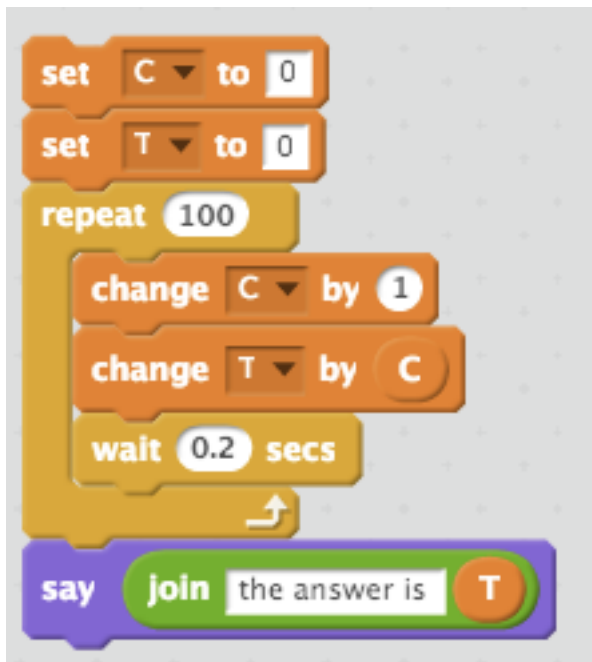 set C to 0
set T to 0
repeat 100
change C by 1
change T by C
wait 0.2 secs
say join the answer is T